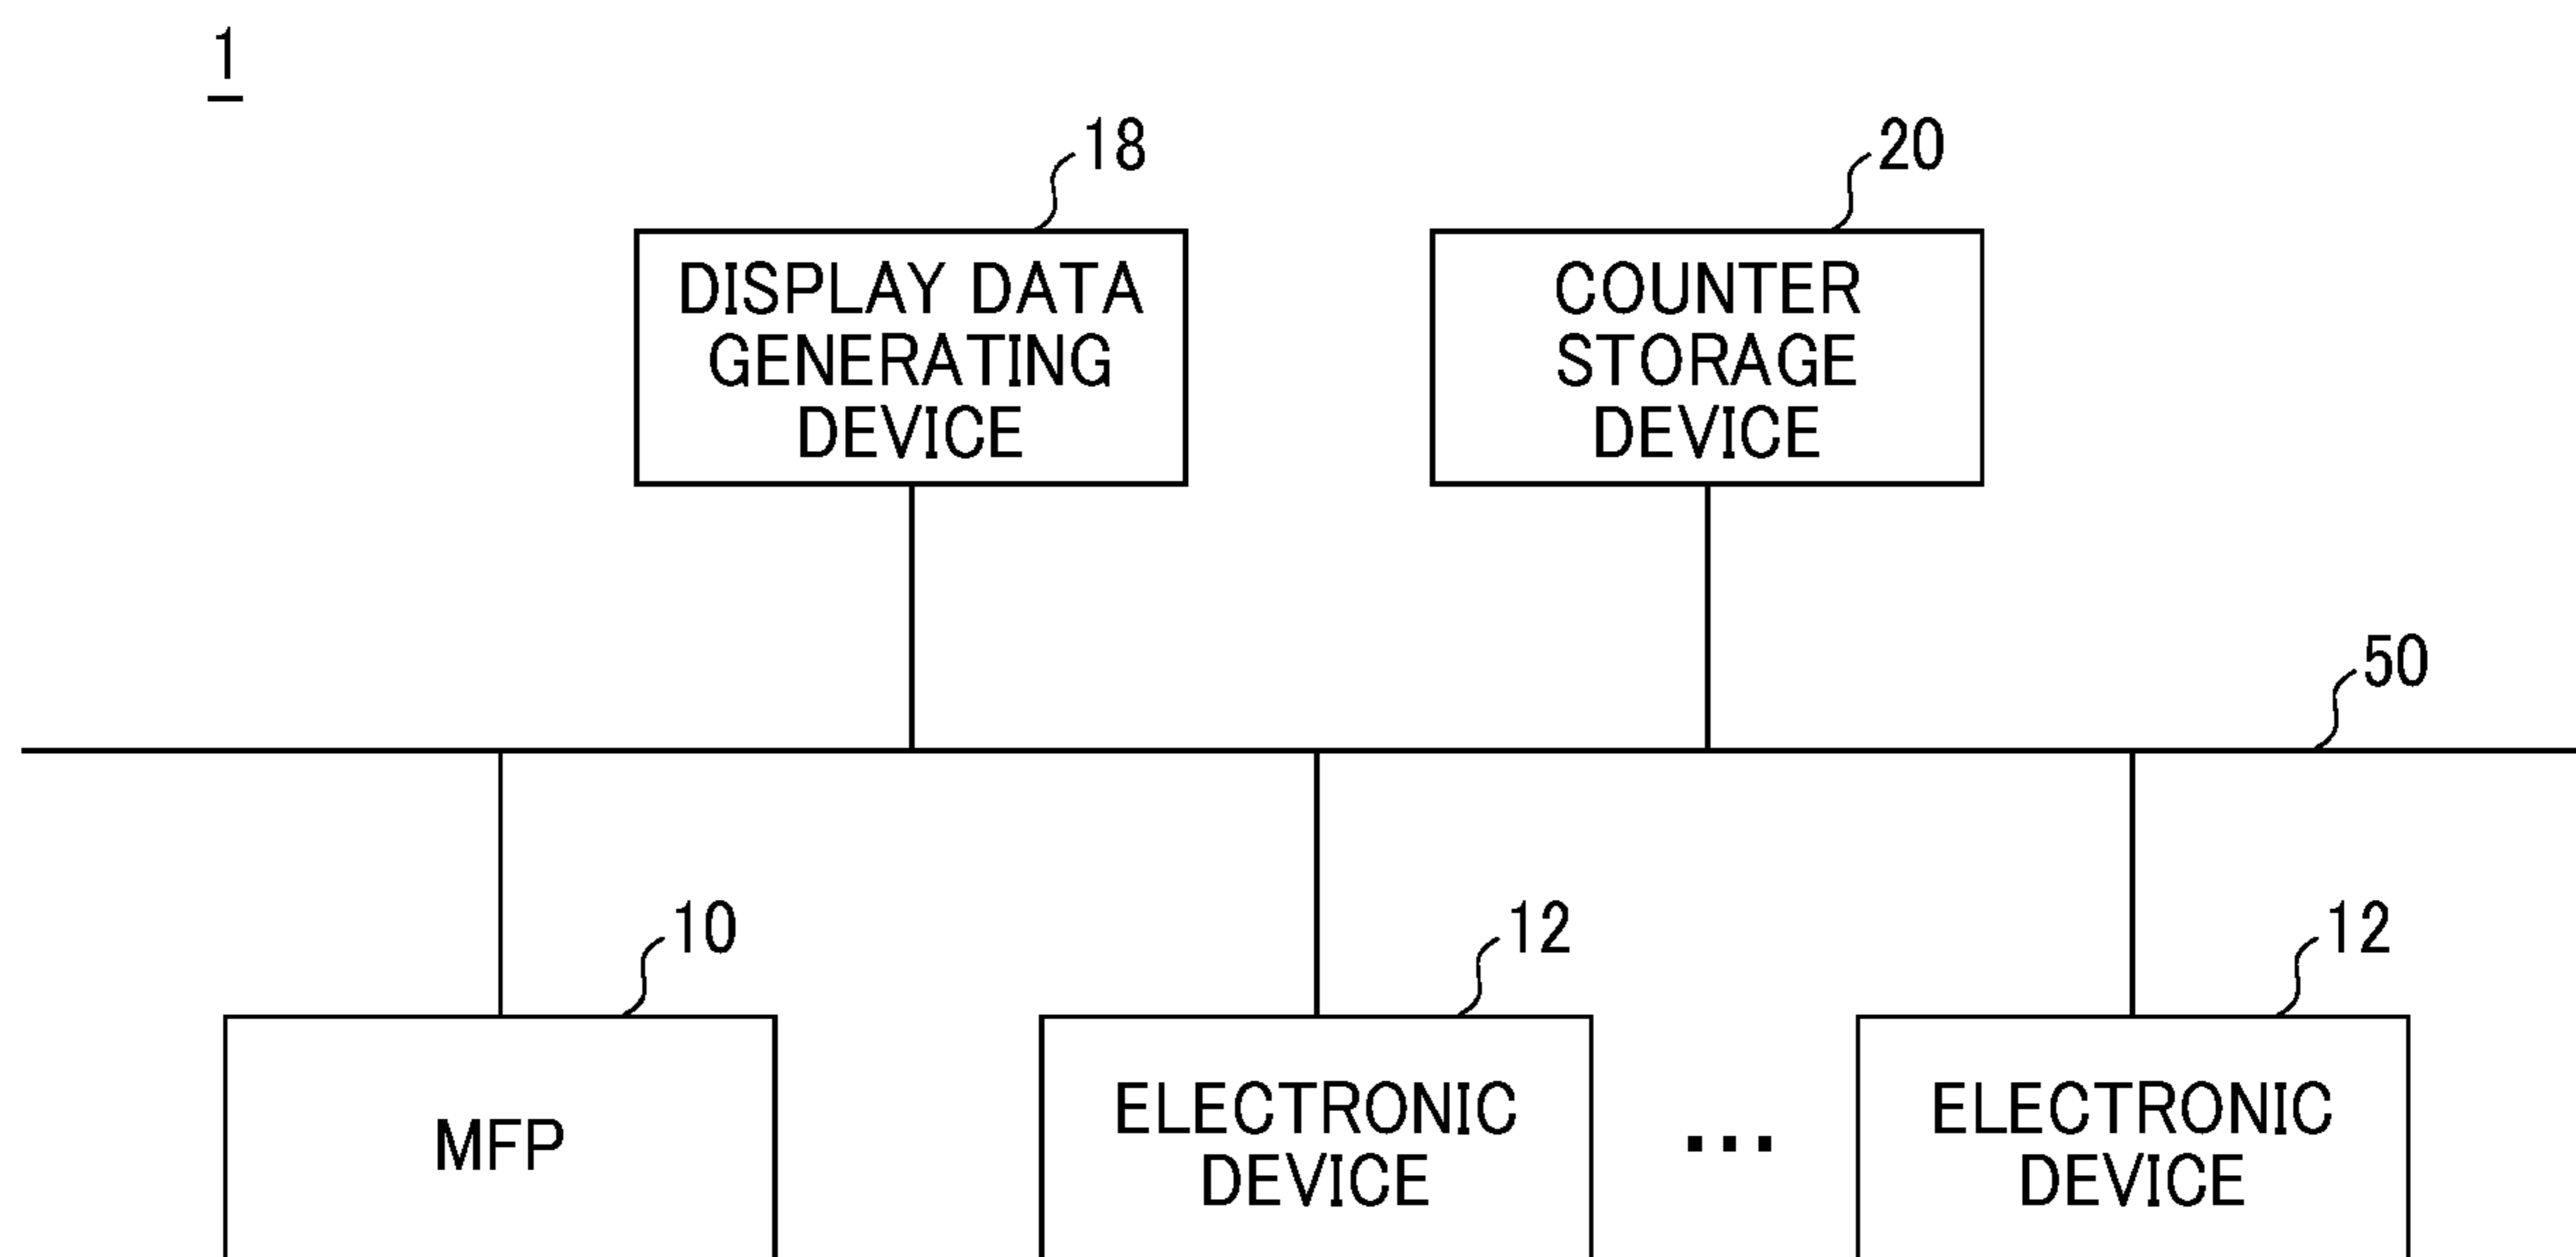 1
18
20
DISPLAY DATA
GENERATING
DEVICE
COUNTER
STORAGE
DEVICE
50
10
12
12
MFP
ELECTRONIC
DEVICE
...
ELECTRONIC
DEVICE